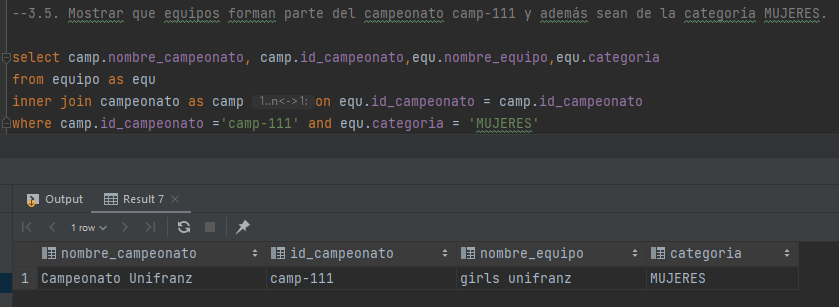 --3.5. Mostrar que equipos forman parte del campeonato camp-111 y además sean de la categoría MUJERES.
select camp.nombre_campeonato, camp.id_campeonato,equ.nombre_equipo,equ.categoria
from equipo as equ
inner join campeonato as camp 1..n<->1: on equ.id_campeonato = camp.id_campeonato
where camp.id_campeonato ='camp-111' and equ.categoria = 'MUJERES'
Output Result 7
1 row
nombre_campeonato id_campeonato nombre_equipo categoria
1 Campeonato Unifranz camp-111 girls unifranz MUJERES